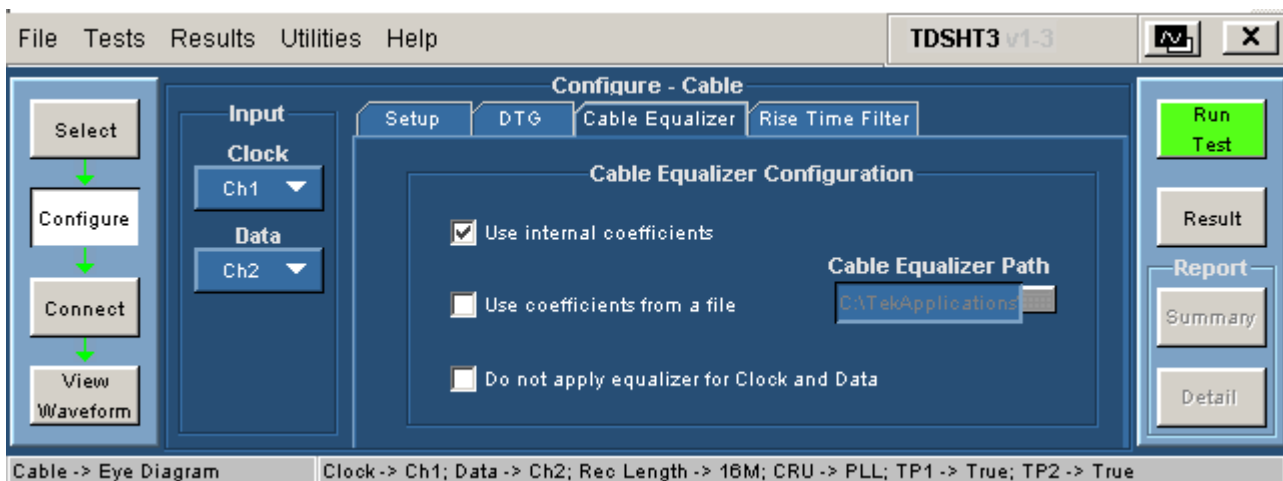 File Tests Results Utilities Help TDSHT3 v1-3
Configure - Cable
Select
Configure
Connect
View
Waveform
Input
Clock
Ch1
Data
Ch2
Setup DTG Cable Equalizer Rise Time Filter
Cable Equalizer Configuration
Use internal coefficients
Cable Equalizer Path
Use coefficients from a file
C:\TekApplications\
Do not apply equalizer for Clock and Data
Run
Test
Result
Report
Summary
Detail
Cable -> Eye Diagram Clock -> Ch1; Data -> Ch2; Rec Length -> 16M; CRU -> PLL; TP1 -> True; TP2 -> True